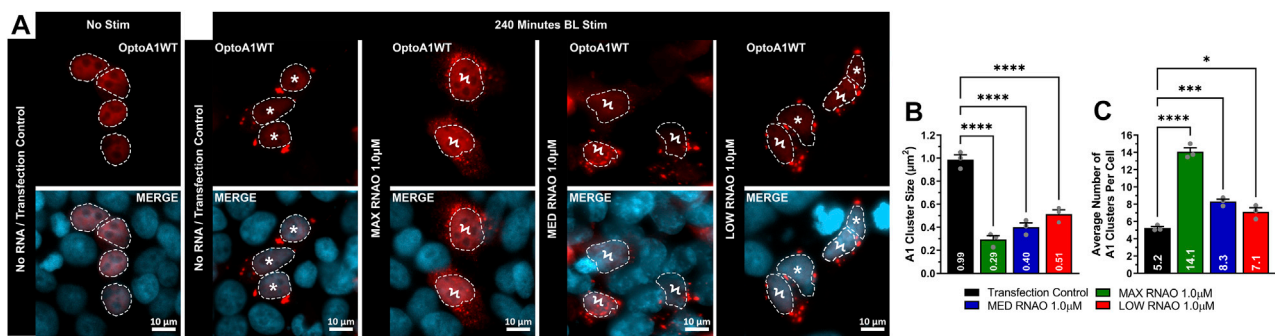 A
No Stim
240 Minutes BL Stim
No RNA / Transfection Control
OptoA1WT
MERGE
10 µm
No RNA / Transfection Control
OptoA1WT
*
*
*
MERGE
*
*
*
10 µm
MAX RNAO 1.0µM
OptoA1WT
MERGE
10 µm
MED RNAO 1.0µM
OptoA1WT
MERGE
10 µm
LOW RNAO 1.0µM
OptoA1WT
*
*
MERGE
*
*
10 µm
B
A1 Cluster Size (µm²)
1.2
1.0
0.8
0.6
0.4
0.2
0.0
****
****
****
0.99
0.29
0.40
0.51
C
Average Number of
A1 Clusters Per Cell
16
14
12
10
8
6
4
2
0
*
***
****
5.2
14.1
8.3
7.1
Transfection Control
MAX RNAO 1.0µM
MED RNAO 1.0µM
LOW RNAO 1.0µM